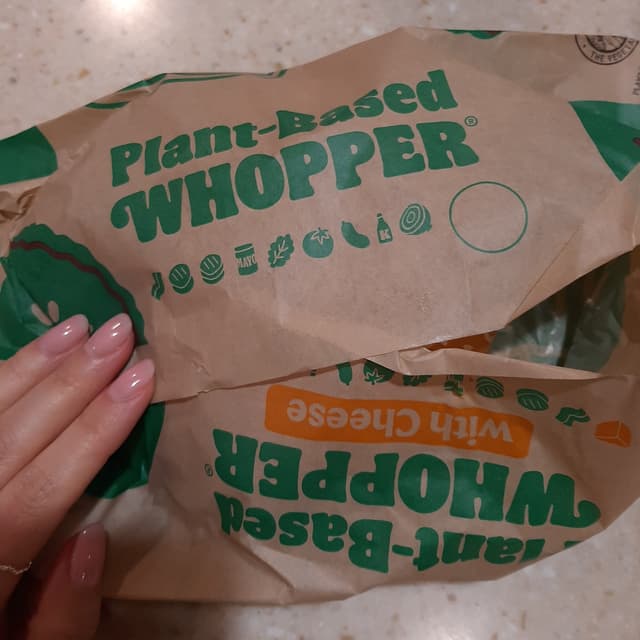 Plant-Based
WHOPPER®
MAYO
with Cheese
WHOPPER®
Plant-Based